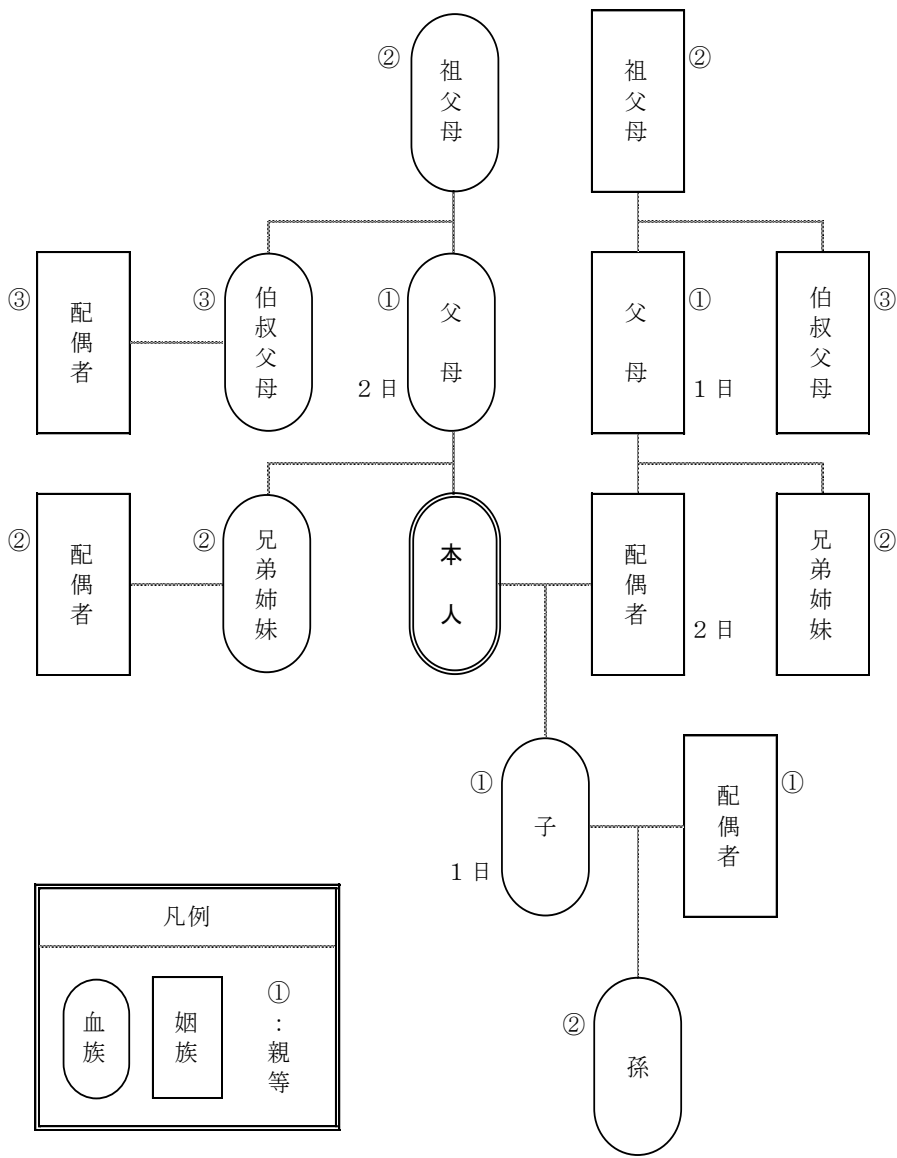 ② 祖父母
祖父母 ②
③ 配偶者
③ 伯叔父母
① 父母
2日
父母 ①
1日
伯叔父母 ③
② 配偶者
② 兄弟姉妹
本人
配偶者
2日
兄弟姉妹 ②
① 子
1日
配偶者 ①
② 孫
凡例
血族
姻族
①：親等